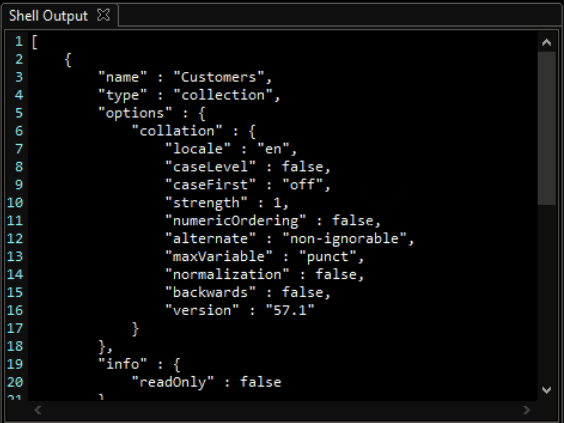 Shell Output
1 [
2     {
3         "name" : "Customers",
4         "type" : "collection",
5         "options" : {
6             "collation" : {
7                 "locale" : "en",
8                 "caseLevel" : false,
9                 "caseFirst" : "off",
10                 "strength" : 1,
11                 "numericOrdering" : false,
12                 "alternate" : "non-ignorable",
13                 "maxVariable" : "punct",
14                 "normalization" : false,
15                 "backwards" : false,
16                 "version" : "57.1"
17             }
18         },
19         "info" : {
20             "readOnly" : false
21         }